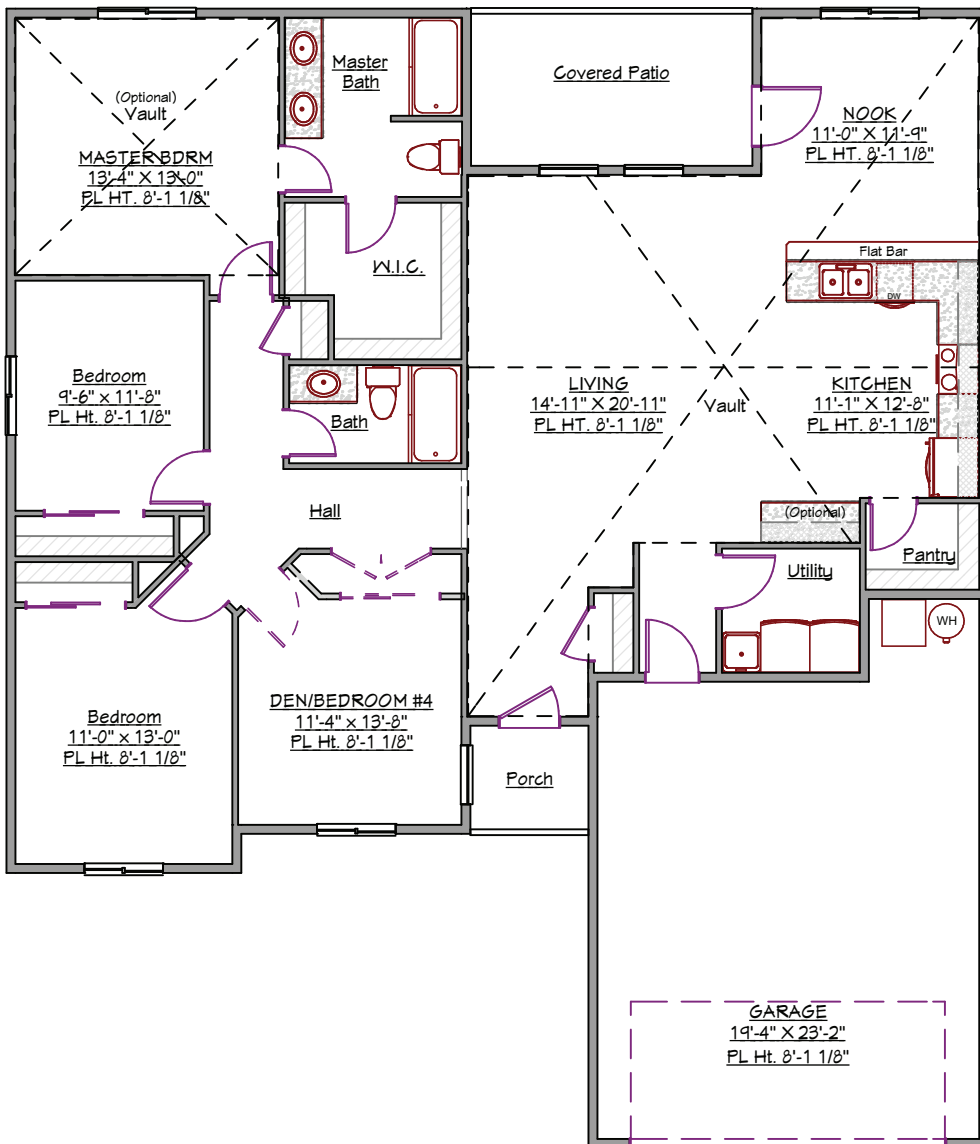 (Optional)
Vault
MASTER BDRM
13'-4" X 13'-0"
PL HT. 8'-1 1/8"
Master
Bath
Covered Patio
NOOK
11'-0" X 11'-9"
PL HT. 8'-1 1/8"
W.I.C.
Flat Bar
DW
Bedroom
9'-6" x 11'-8"
PL Ht. 8'-1 1/8"
Bath
LIVING
14'-11" X 20'-11"
PL HT. 8'-1 1/8"
Vault
KITCHEN
11'-1" X 12'-8"
PL HT. 8'-1 1/8"
Hall
(Optional)
Pantry
Utility
WH
Bedroom
11'-0" x 13'-0"
PL Ht. 8'-1 1/8"
DEN/BEDROOM #4
11'-4" x 13'-8"
PL Ht. 8'-1 1/8"
Porch
GARAGE
19'-4" X 23'-2"
PL Ht. 8'-1 1/8"